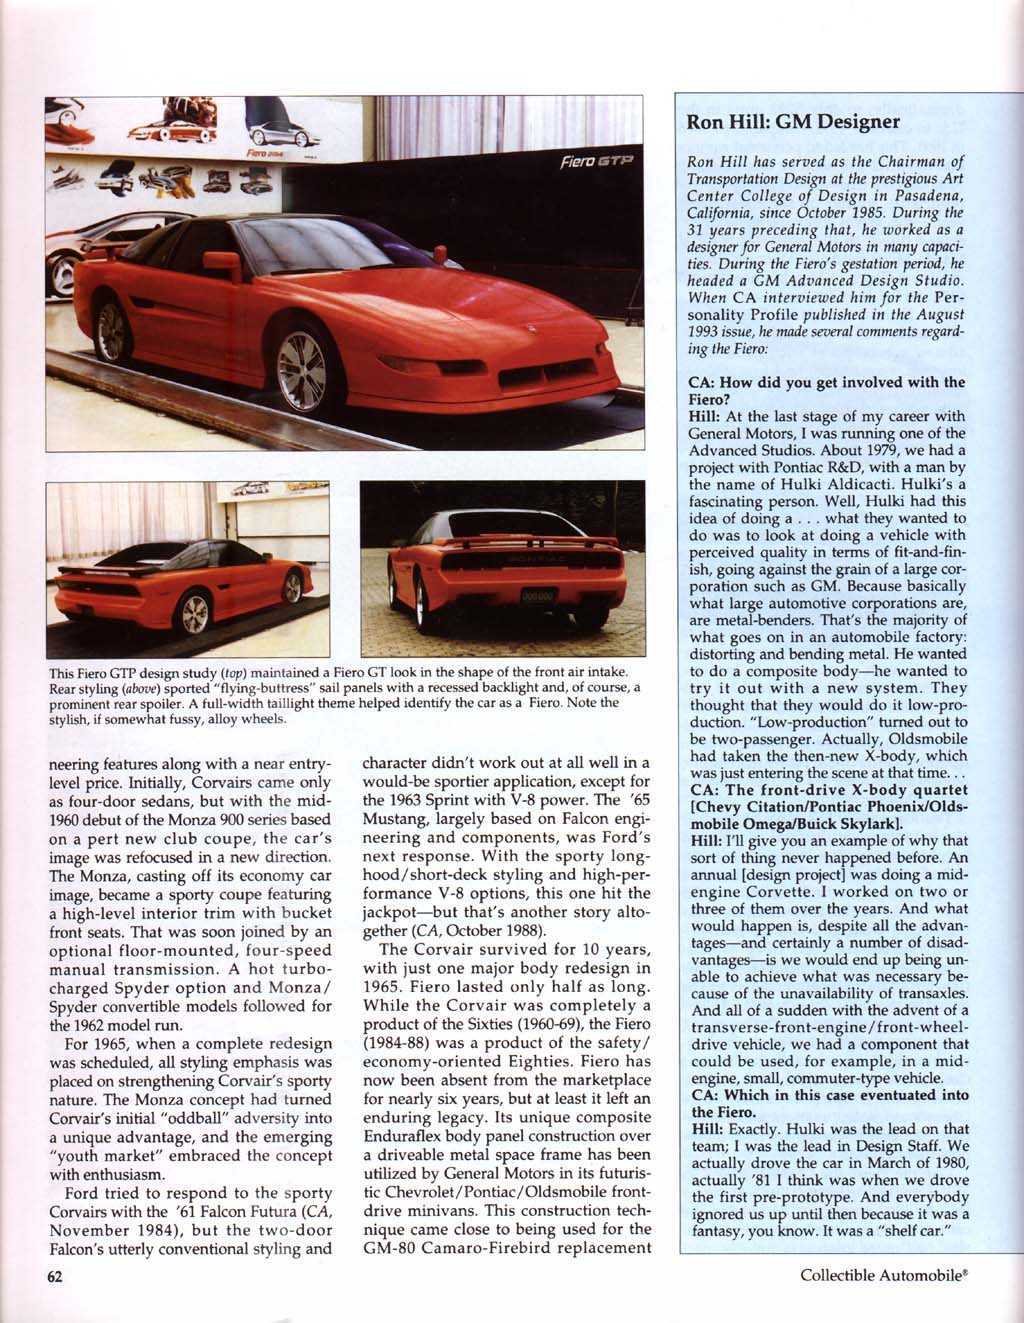 Fiero GTP
This Fiero GTP design study (top) maintained a Fiero GT look in the shape of the front air intake.
Rear styling (above) sported "flying-buttress" sail panels with a recessed backlight and, of course, a
prominent rear spoiler. A full-width taillight theme helped identify the car as a Fiero. Note the
stylish, if somewhat fussy, alloy wheels.
neering features along with a near entry-
level price. Initially, Corvairs came only
as four-door sedans, but with the mid-
1960 debut of the Monza 900 series based
on a pert new club coupe, the car's
image was refocused in a new direction.
The Monza, casting off its economy car
image, became a sporty coupe featuring
a high-level interior trim with bucket
front seats. That was soon joined by an
optional floor-mounted, four-speed
manual transmission. A hot turbo-
charged Spyder option and Monza/
Spyder convertible models followed for
the 1962 model run.
For 1965, when a complete redesign
was scheduled, all styling emphasis was
placed on strengthening Corvair's sporty
nature. The Monza concept had turned
Corvair's initial "oddball" adversity into
a unique advantage, and the emerging
"youth market" embraced the concept
with enthusiasm.
Ford tried to respond to the sporty
Corvairs with the '61 Falcon Futura (CA,
November 1984), but the two-door
Falcon's utterly conventional styling and
character didn't work out at all well in a
would-be sportier application, except for
the 1963 Sprint with V-8 power. The '65
Mustang, largely based on Falcon engi-
neering and components, was Ford's
next response. With the sporty long-
hood/short-deck styling and high-per-
formance V-8 options, this one hit the
jackpot—but that's another story alto-
gether (CA, October 1988).
The Corvair survived for 10 years,
with just one major body redesign in
1965. Fiero lasted only half as long.
While the Corvair was completely a
product of the Sixties (1960-69), the Fiero
(1984-88) was a product of the safety/
economy-oriented Eighties. Fiero has
now been absent from the marketplace
for nearly six years, but at least it left an
enduring legacy. Its unique composite
Enduraflex body panel construction over
a driveable metal space frame has been
utilized by General Motors in its futuris-
tic Chevrolet/Pontiac/Oldsmobile front-
drive minivans. This construction tech-
nique came close to being used for the
GM-80 Camaro-Firebird replacement
Ron Hill: GM Designer
Ron Hill has served as the Chairman of
Transportation Design at the prestigious Art
Center College of Design in Pasadena,
California, since October 1985. During the
31 years preceding that, he worked as a
designer for General Motors in many capaci-
ties. During the Fiero's gestation period, he
headed a GM Advanced Design Studio.
When CA interviewed him for the Per-
sonality Profile published in the August
1993 issue, he made several comments regard-
ing the Fiero:
CA: How did you get involved with the
Fiero?
Hill: At the last stage of my career with
General Motors, I was running one of the
Advanced Studios. About 1979, we had a
project with Pontiac R&D, with a man by
the name of Hulki Aldicacti. Hulki's a
fascinating person. Well, Hulki had this
idea of doing a . . . what they wanted to
do was to look at doing a vehicle with
perceived quality in terms of fit-and-fin-
ish, going against the grain of a large cor-
poration such as GM. Because basically
what large automotive corporations are,
are metal-benders. That's the majority of
what goes on in an automobile factory:
distorting and bending metal. He wanted
to do a composite body—he wanted to
try it out with a new system. They
thought that they would do it low-pro-
duction. "Low-production" turned out to
be two-passenger. Actually, Oldsmobile
had taken the then-new X-body, which
was just entering the scene at that time. . .
CA: The front-drive X-body quartet
[Chevy Citation/Pontiac Phoenix/Olds-
mobile Omega/Buick Skylark].
Hill: I'll give you an example of why that
sort of thing never happened before. An
annual [design project] was doing a mid-
engine Corvette. I worked on two or
three of them over the years. And what
would happen is, despite all the advan-
tages—and certainly a number of disad-
vantages—is we would end up being un-
able to achieve what was necessary be-
cause of the unavailability of transaxles.
And all of a sudden with the advent of a
transverse-front-engine/front-wheel-
drive vehicle, we had a component that
could be used, for example, in a mid-
engine, small, commuter-type vehicle.
CA: Which in this case eventuated into
the Fiero.
Hill: Exactly. Hulki was the lead on that
team; I was the lead in Design Staff. We
actually drove the car in March of 1980,
actually '81 I think was when we drove
the first pre-prototype. And everybody
ignored us up until then because it was a
fantasy, you know. It was a "shelf car."
62
Collectible Automobile®